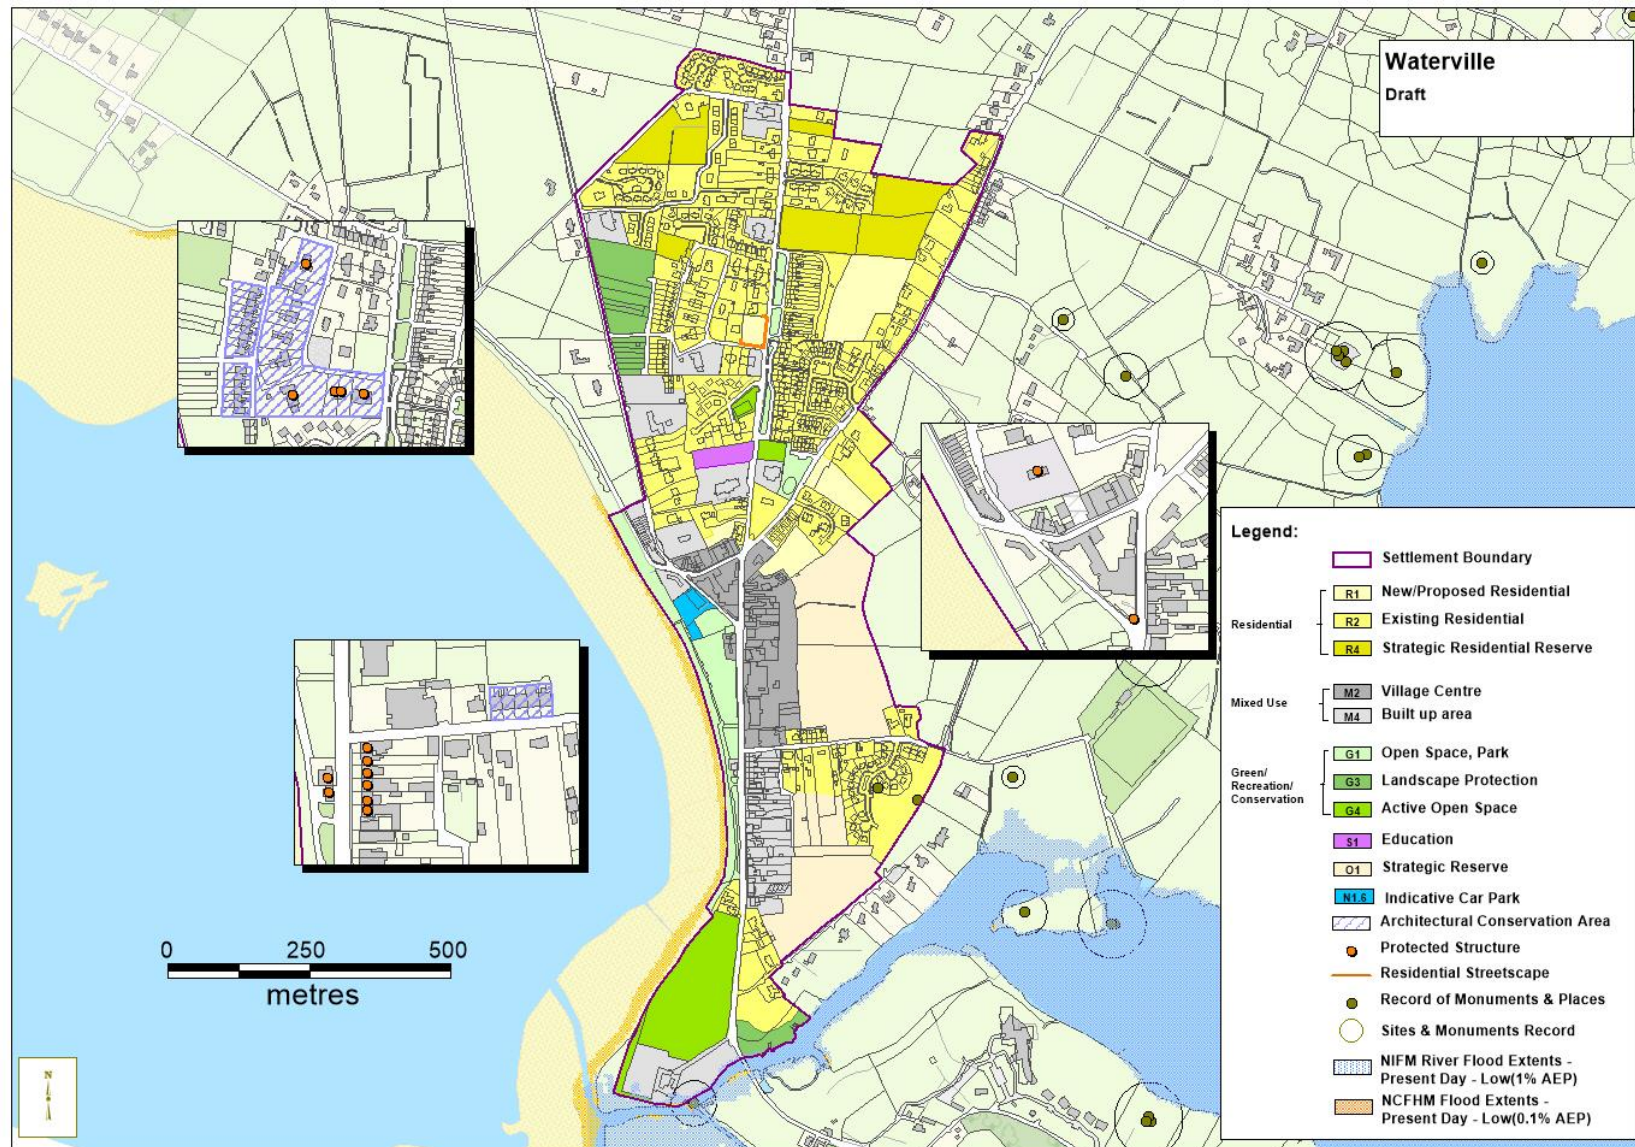 Waterville
Draft
Legend:
Settlement Boundary
Residential
R1 New/Proposed Residential
R2 Existing Residential
R4 Strategic Residential Reserve
Mixed Use
M2 Village Centre
M4 Built up area
Green/
Recreation/
Conservation
G1 Open Space, Park
G3 Landscape Protection
G4 Active Open Space
S1 Education
O1 Strategic Reserve
N1.6 Indicative Car Park
Architectural Conservation Area
Protected Structure
Residential Streetscape
Record of Monuments & Places
Sites & Monuments Record
NIFM River Flood Extents -
Present Day - Low(1% AEP)
NCFHM Flood Extents -
Present Day - Low(0.1% AEP)
0 250 500
metres
N